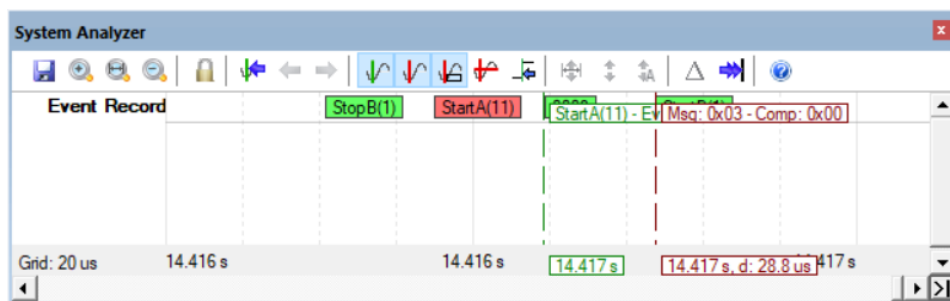 System Analyzer
Event Record
StopB(1)
StartA(11)
StartA(11) - Ev
Msg: 0x03 - Comp: 0x00
Grid: 20 us
14.416 s
14.416 s
14.417 s
14.417 s, d: 28.8 us
417 s